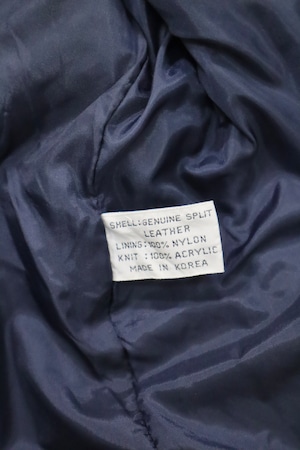 SHELL:GENUINE SPLIT
LEATHER
LINING:100% NYLON
KNIT :100% ACRYLIC
MADE IN KOREA